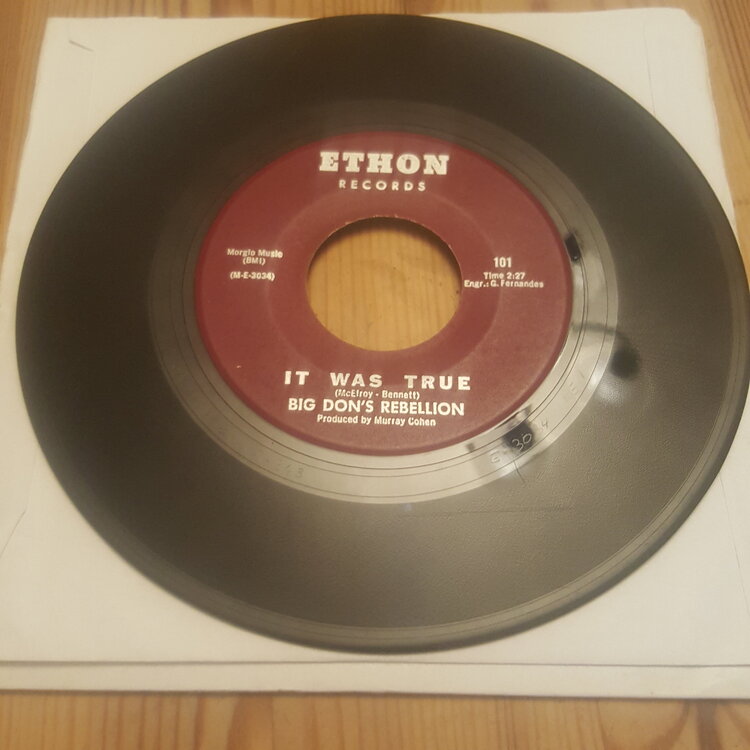 ETHON
RECORDS
Morgio Music
(BMI)
(M-E-3034)
101
Time 2:27
Engr.: G. Fernandes
IT WAS TRUE
(McElroy - Bennett)
BIG DON'S REBELLION
Produced by Murray Cohen